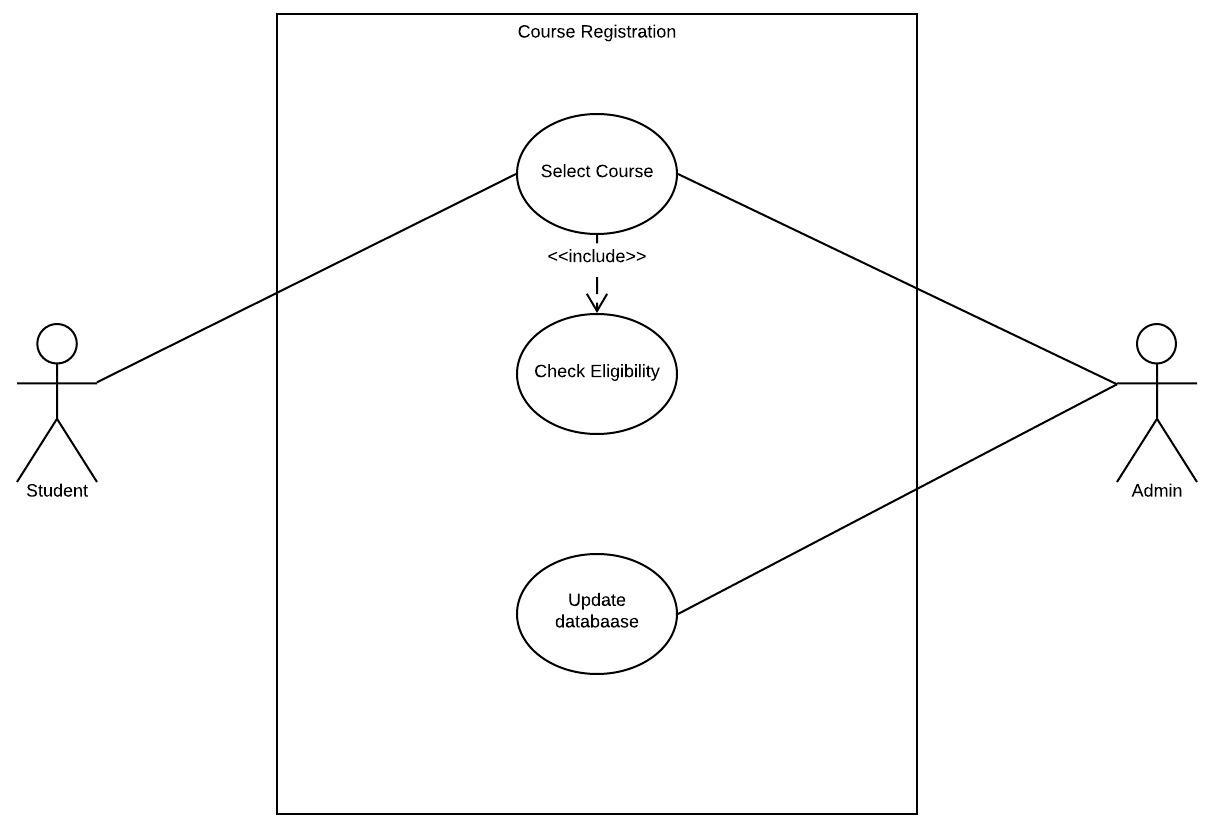 Course Registration
Select Course
<<include>>
Check Eligibility
Student
Admin
Update
databaase